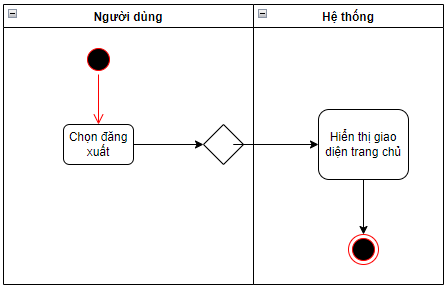 Người dùng
Hệ thống
Chọn đăng
xuất
Hiển thị giao
diện trang chủ